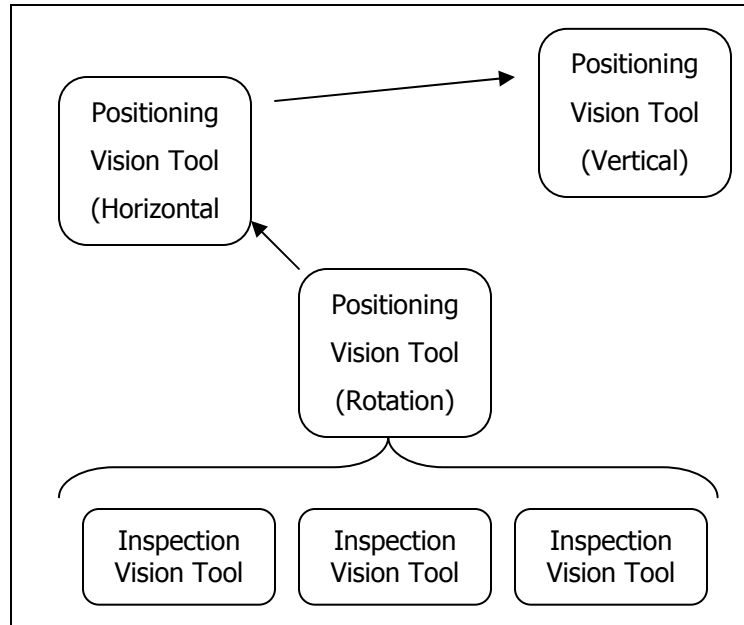 Positioning
Vision Tool
(Horizontal
Positioning
Vision Tool
(Vertical)
Positioning
Vision Tool
(Rotation)
Inspection
Vision Tool
Inspection
Vision Tool
Inspection
Vision Tool